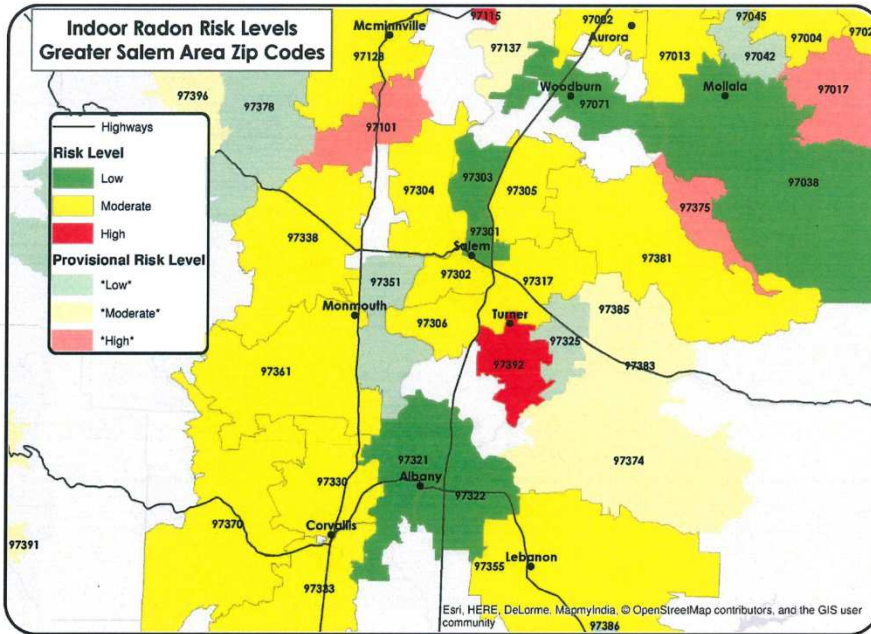 Indoor Radon Risk Levels
Greater Salem Area Zip Codes
Highways
Risk Level
Low
Moderate
High
Provisional Risk Level
*Low*
*Moderate*
*High*
Mcminnville
97128
97115
97137
97002
Aurora
97013
97045
97042
97004
97396
97378
97101
Woodburn
97071
Mollala
97017
97304
97303
97305
97038
97375
97338
97301
Salem
97381
97351
97302
97317
Monmouth
97306
Turner
97385
97325
97361
97392
97383
97321
Albany
97322
97374
97330
97370
Corvallis
97391
97333
97355
Lebanon
97386
Esri, HERE, DeLorme, MapmyIndia, © OpenStreetMap contributors, and the GIS user
community